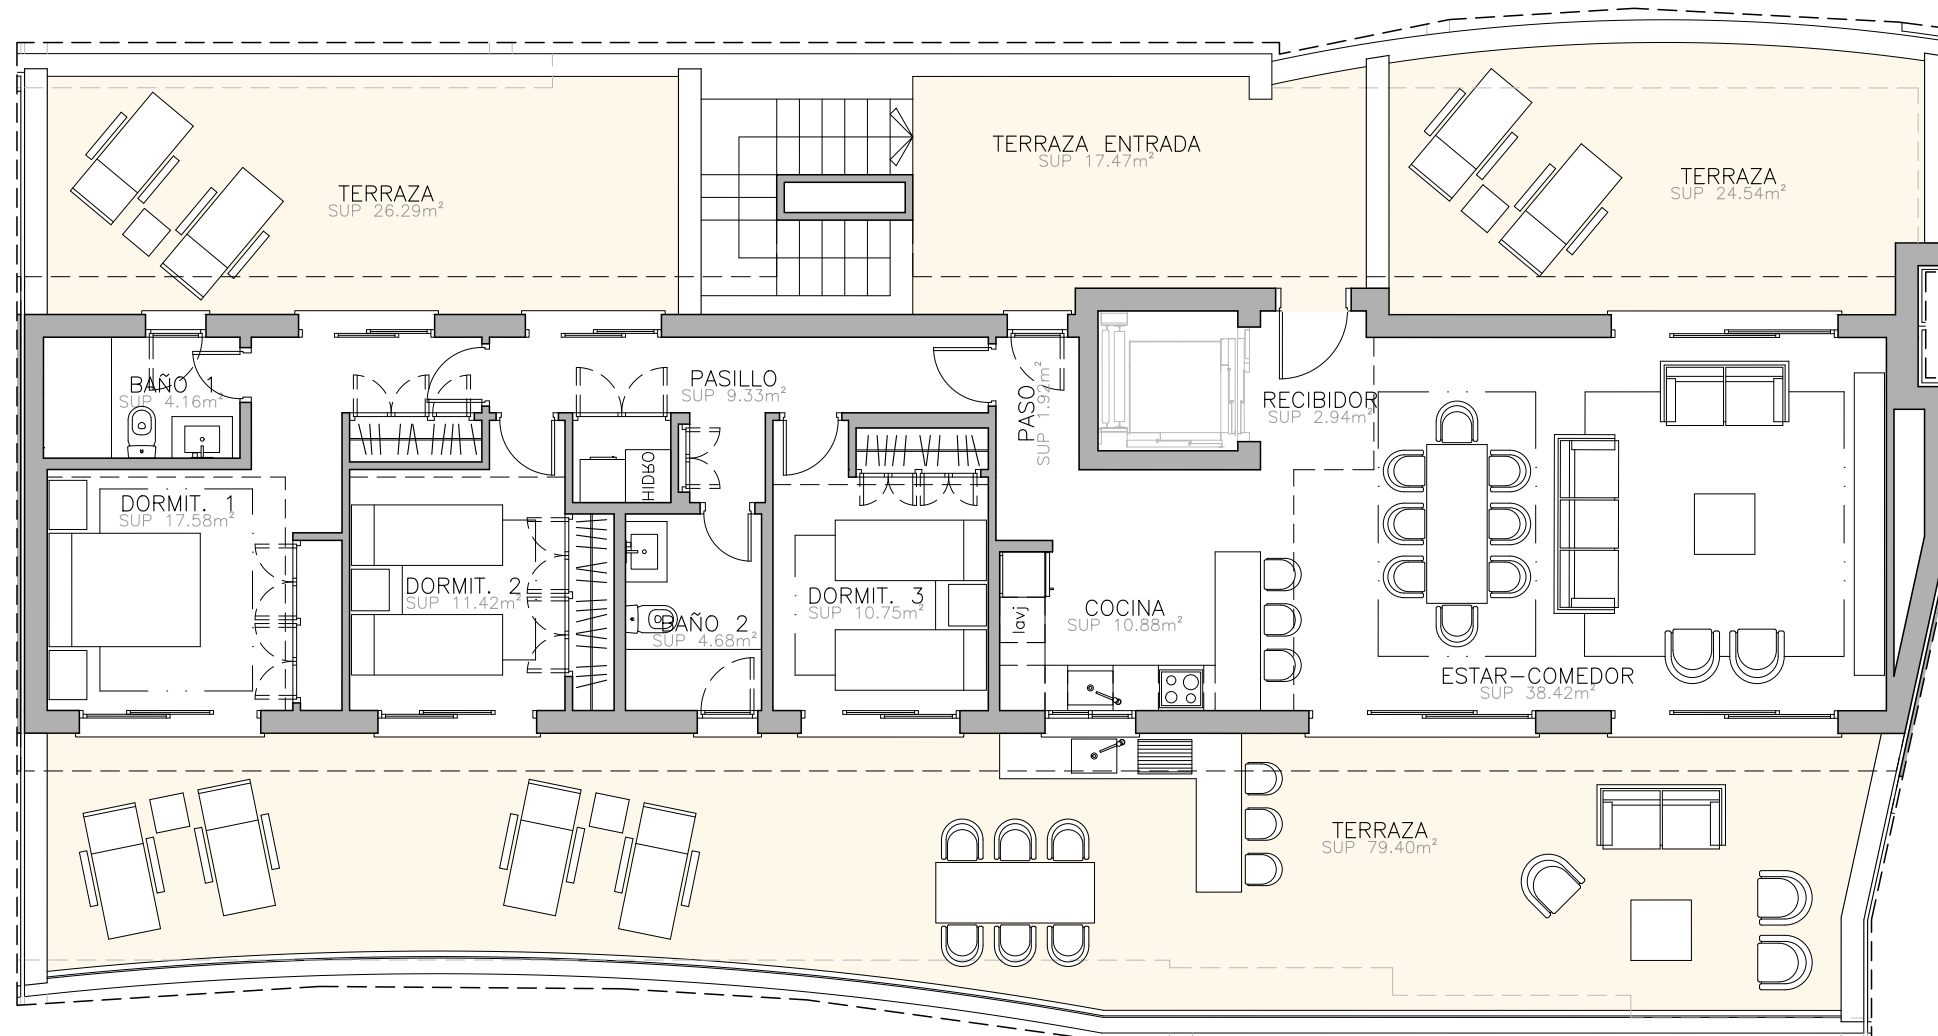 TERRAZA ENTRADA
SUP 17.47m²
TERRAZA
SUP 26.29m²
TERRAZA
SUP 24.54m²
BAÑO 1
SUP 4.16m²
PASILLO
SUP 9.33m²
PASO
SUP 1.92m²
RECIBIDOR
SUP 2.94m²
HIDRO
DORMIT. 1
SUP 17.58m²
DORMIT. 2
SUP 11.42m²
BAÑO 2
SUP 4.68m²
DORMIT. 3
SUP 10.75m²
lavj
COCINA
SUP 10.88m²
ESTAR-COMEDOR
SUP 38.42m²
TERRAZA
SUP 79.40m²